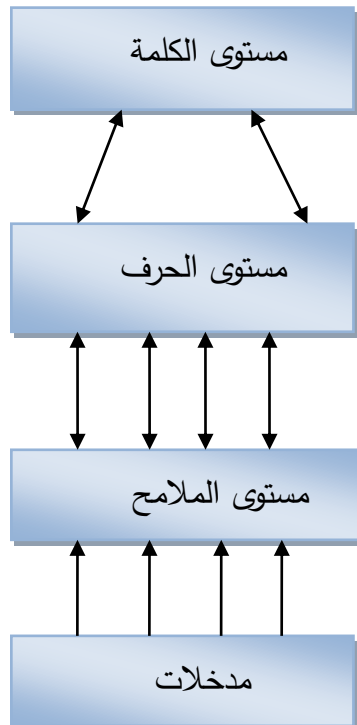 مستوى الكلمة
مستوى الحرف
مستوى الملامح
مدخلات